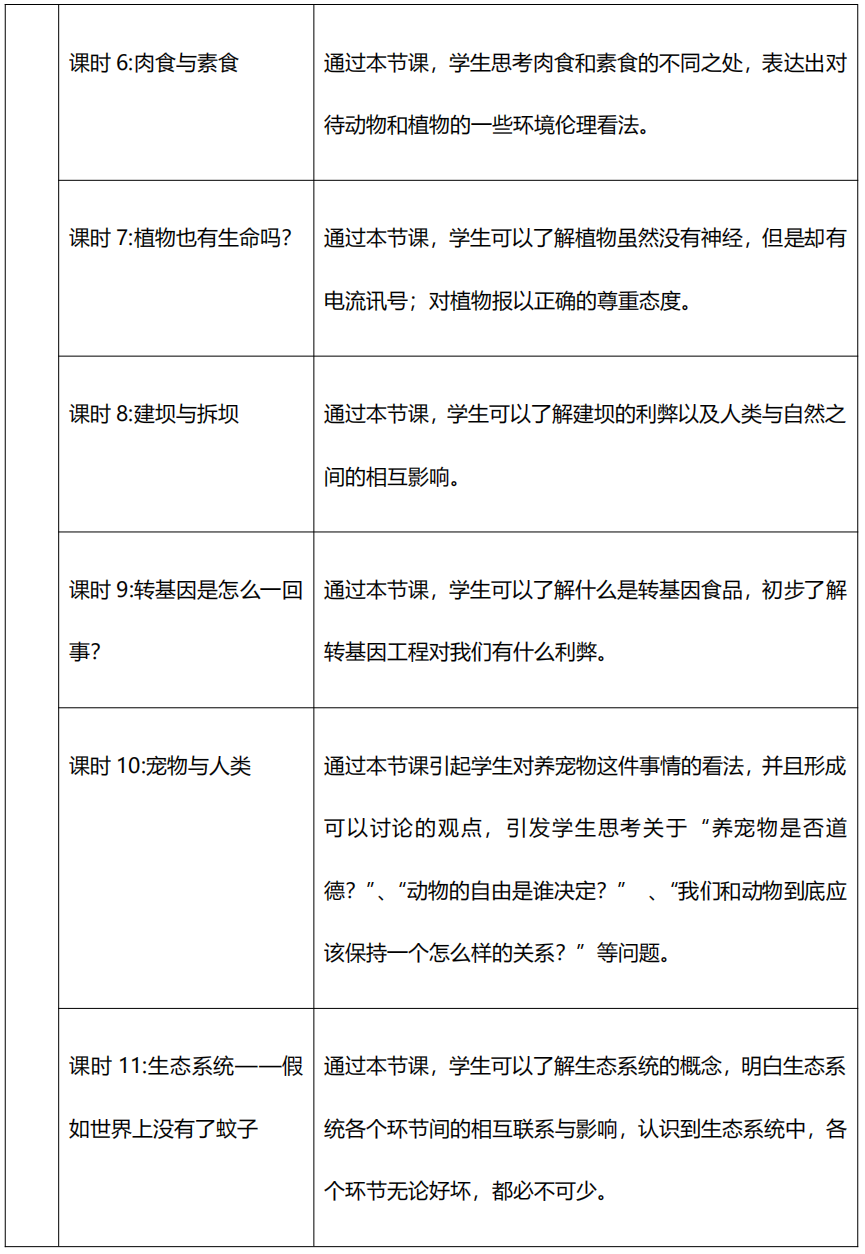 课时 6:肉食与素食
通过本节课，学生思考肉食和素食的不同之处，表达出对
待动物和植物的一些环境伦理看法。
课时 7:植物也有生命吗？
通过本节课，学生可以了解植物虽然没有神经，但是却有
电流讯号；对植物报以正确的尊重态度。
课时 8:建坝与拆坝
通过本节课，学生可以了解建坝的利弊以及人类与自然之
间的相互影响。
课时 9:转基因是怎么一回
事？
通过本节课，学生可以了解什么是转基因食品，初步了解
转基因工程对我们有什么利弊。
课时 10:宠物与人类
通过本节课引起学生对养宠物这件事情的看法，并且形成
可以讨论的观点，引发学生思考关于“养宠物是否道
德？”、“动物的自由是谁决定？” 、“我们和动物到底应
该保持一个怎么样的关系？”等问题。
课时 11:生态系统——假
如世界上没有了蚊子
通过本节课，学生可以了解生态系统的概念，明白生态系
统各个环节间的相互联系与影响，认识到生态系统中，各
个环节无论好坏，都必不可少。